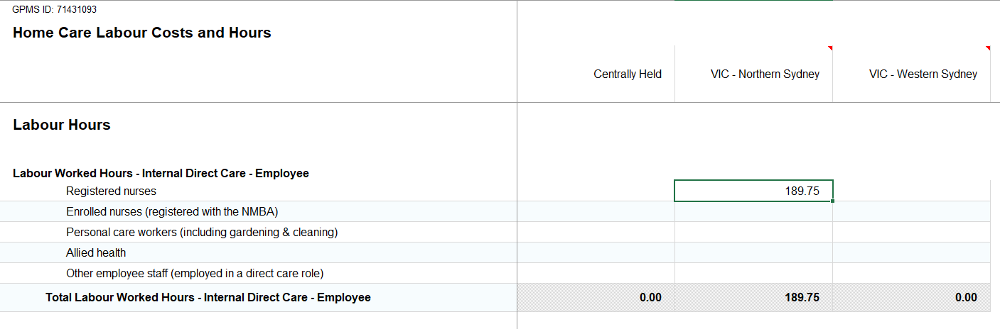 GPMS ID: 71431093
Home Care Labour Costs and Hours
Centrally Held VIC - Northern Sydney VIC - Western Sydney
Labour Hours
Labour Worked Hours - Internal Direct Care - Employee
Registered nurses 189.75
Enrolled nurses (registered with the NMBA)
Personal care workers (including gardening & cleaning)
Allied health
Other employee staff (employed in a direct care role)
Total Labour Worked Hours - Internal Direct Care - Employee 0.00 189.75 0.00